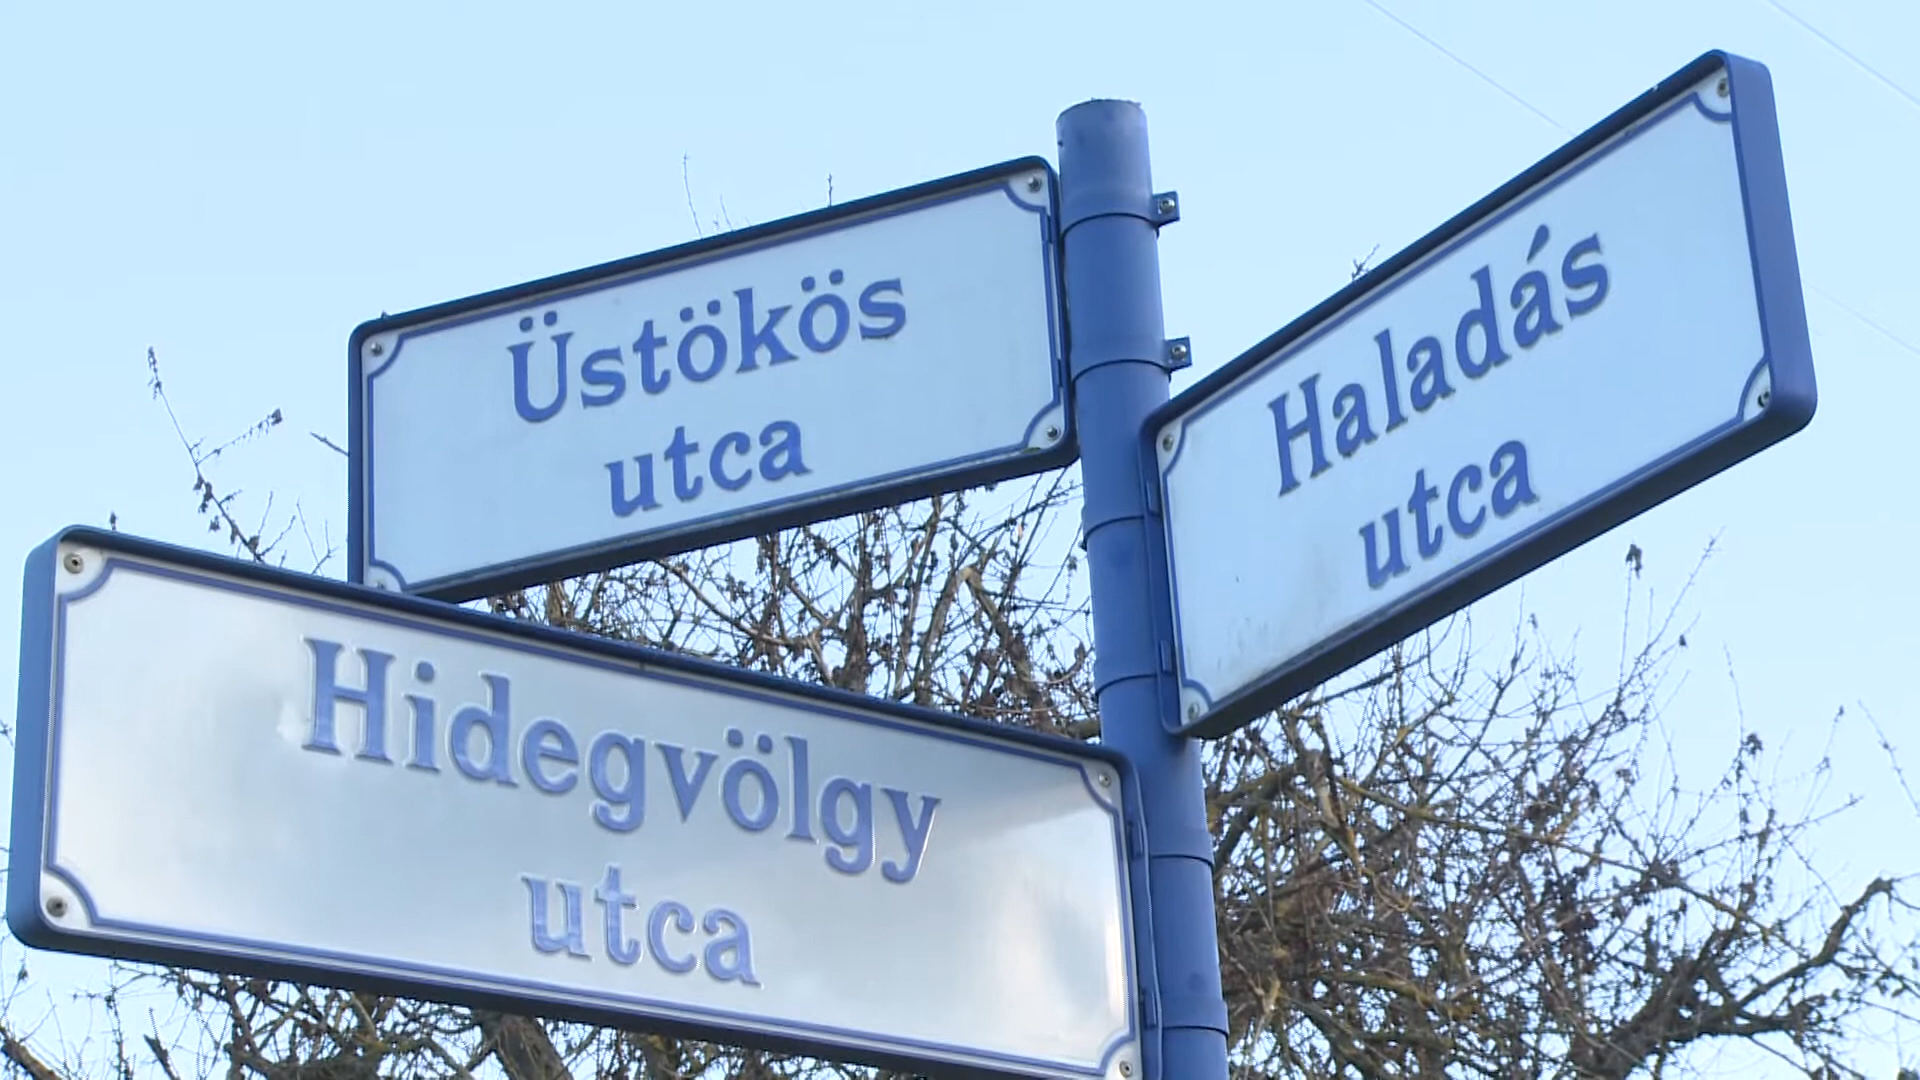 Üstökös
utca
Haladás
utca
Hidegvölgy
utca